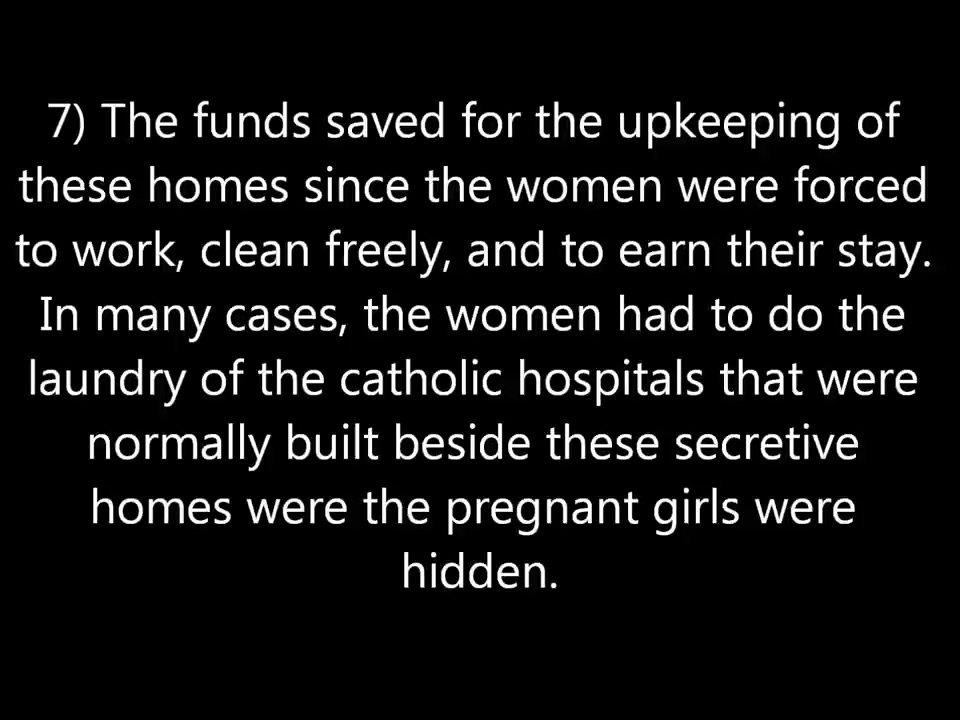 7) The funds saved for the upkeeping of
these homes since the women were forced
to work, clean freely, and to earn their stay.
In many cases, the women had to do the
laundry of the catholic hospitals that were
normally built beside these secretive
homes were the pregnant girls were
hidden.